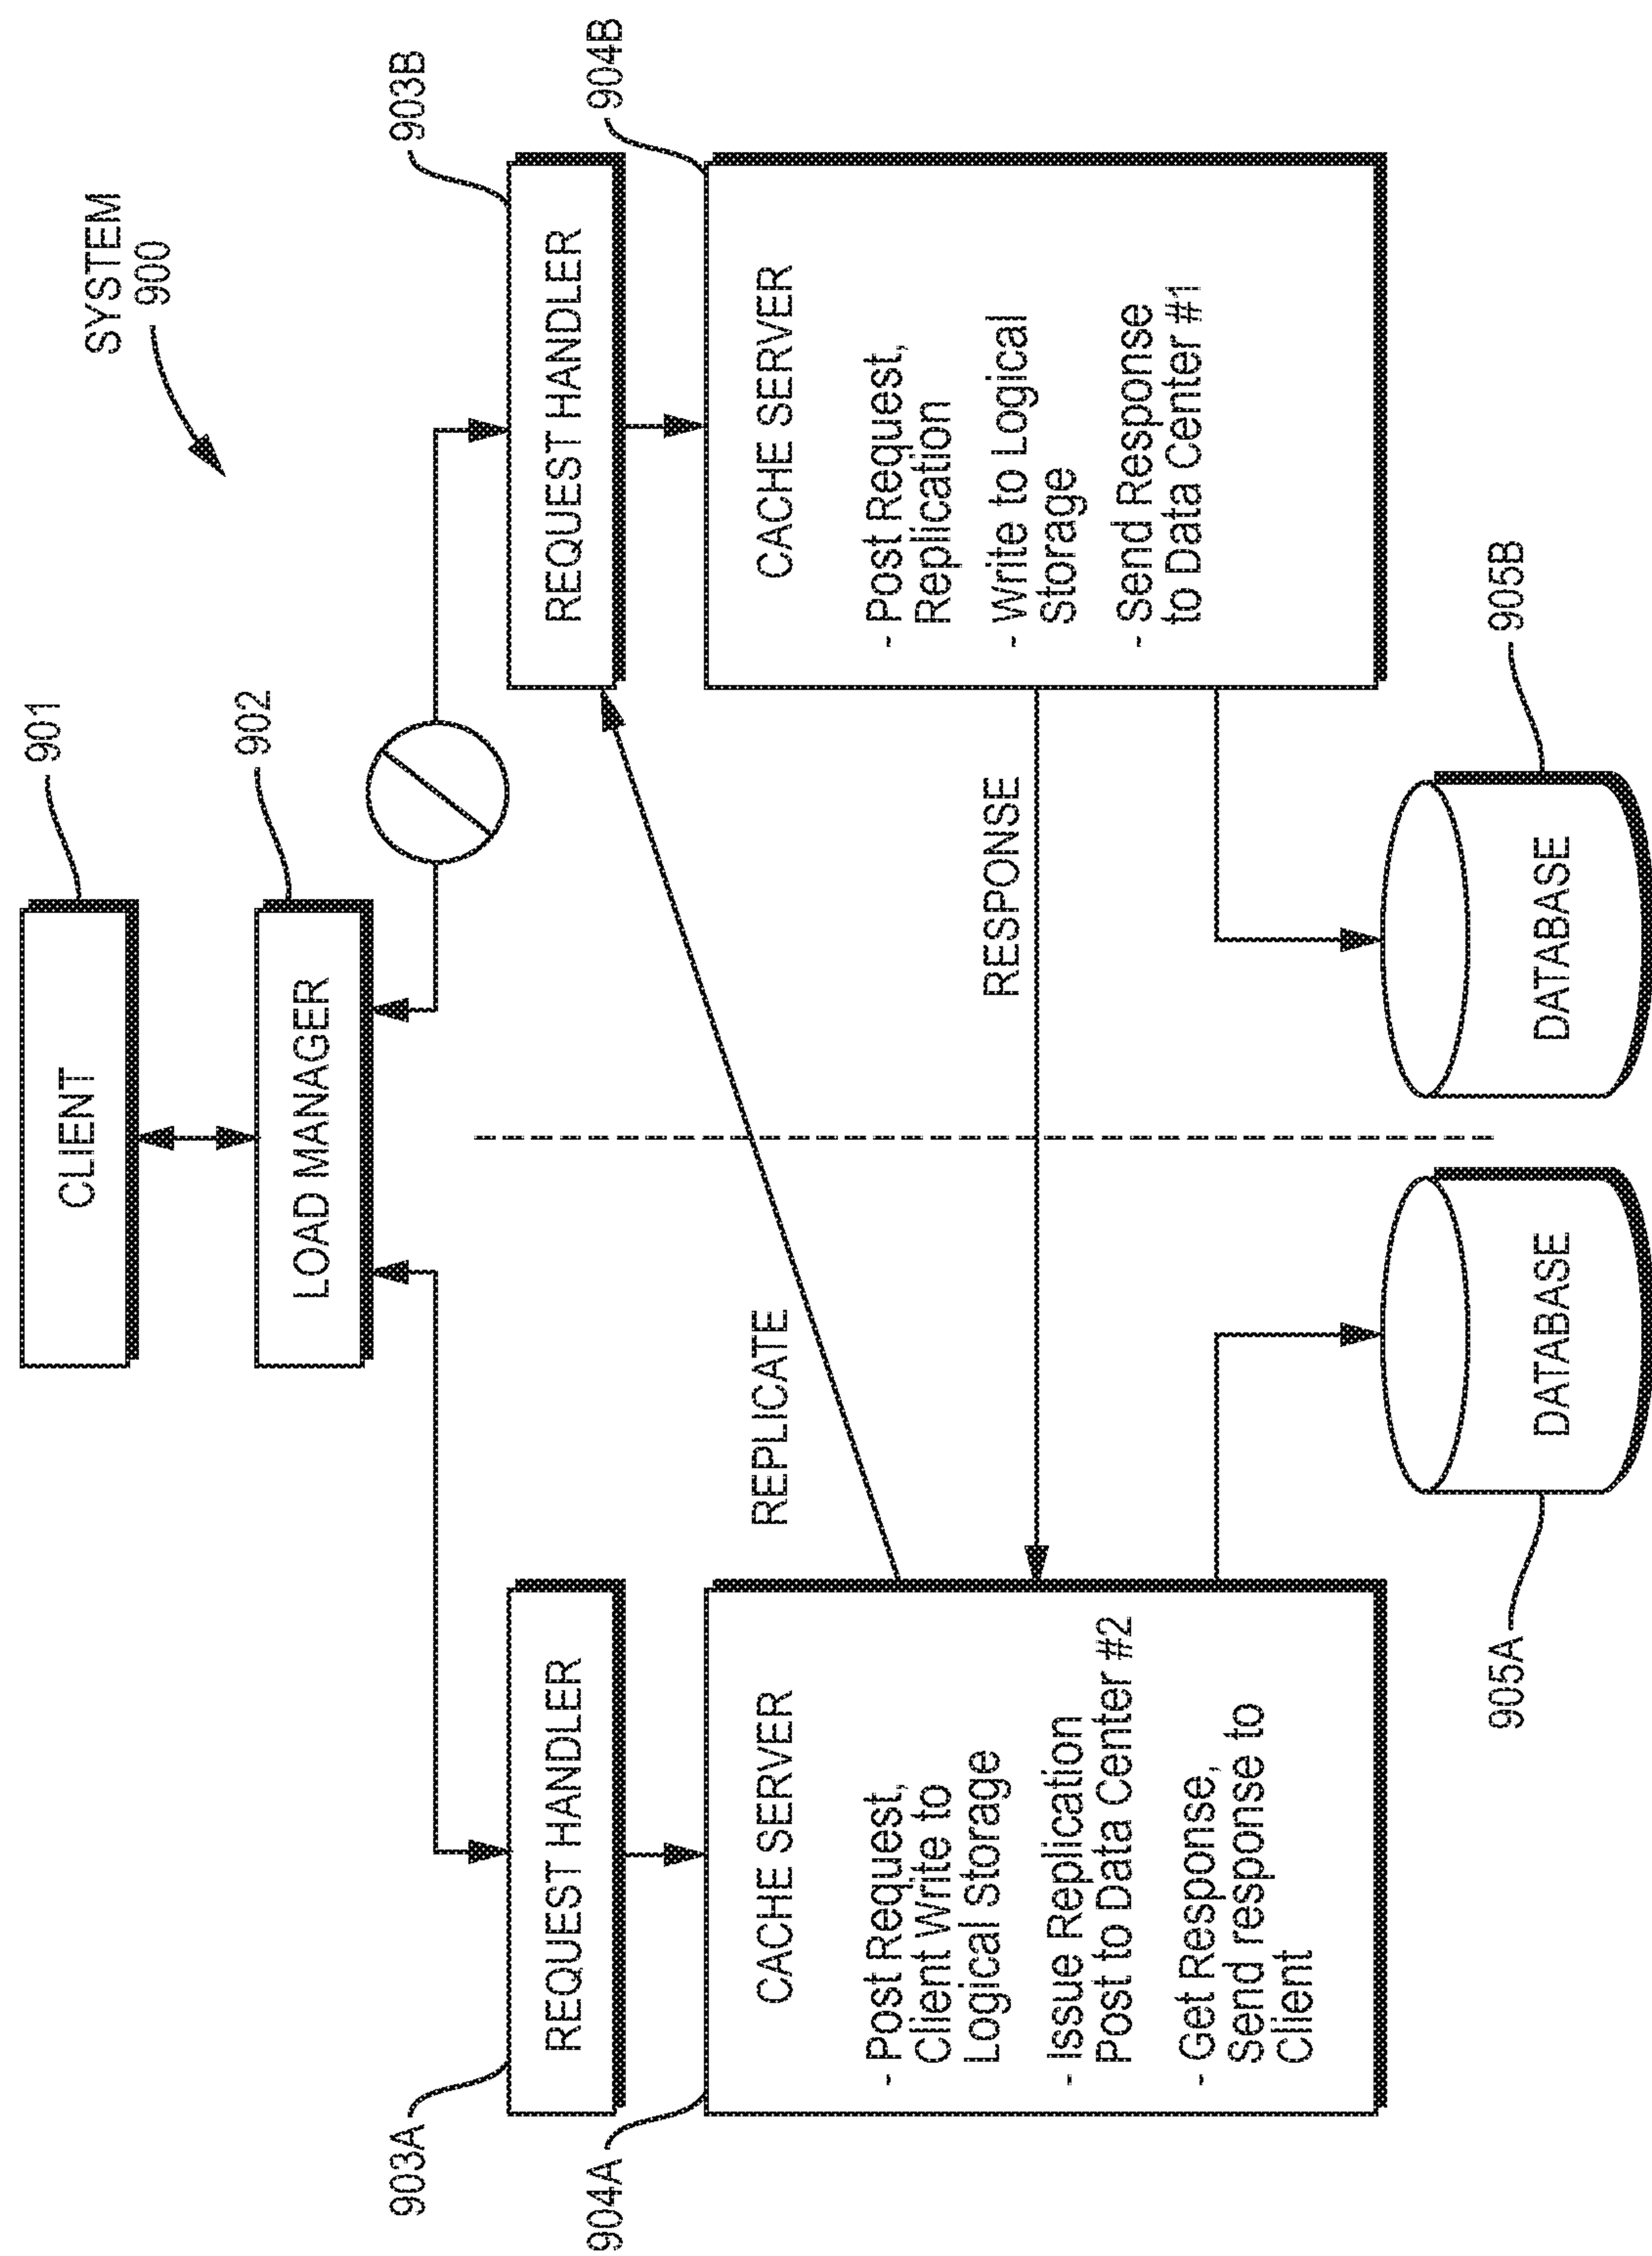 SYSTEM
900
CLIENT
901
LOAD MANAGER
902
903A
REQUEST HANDLER
904A
CACHE SERVER
- Post Request,
Client Write to
Logical Storage
- Issue Replication
Post to Data Center #2
- Get Response,
Send response to
Client
REPLICATE
RESPONSE
903B
REQUEST HANDLER
904B
CACHE SERVER
- Post Request,
Replication
- Write to Logical
Storage
- Send Response
to Data Center #1
905A
DATABASE
DATABASE
905B